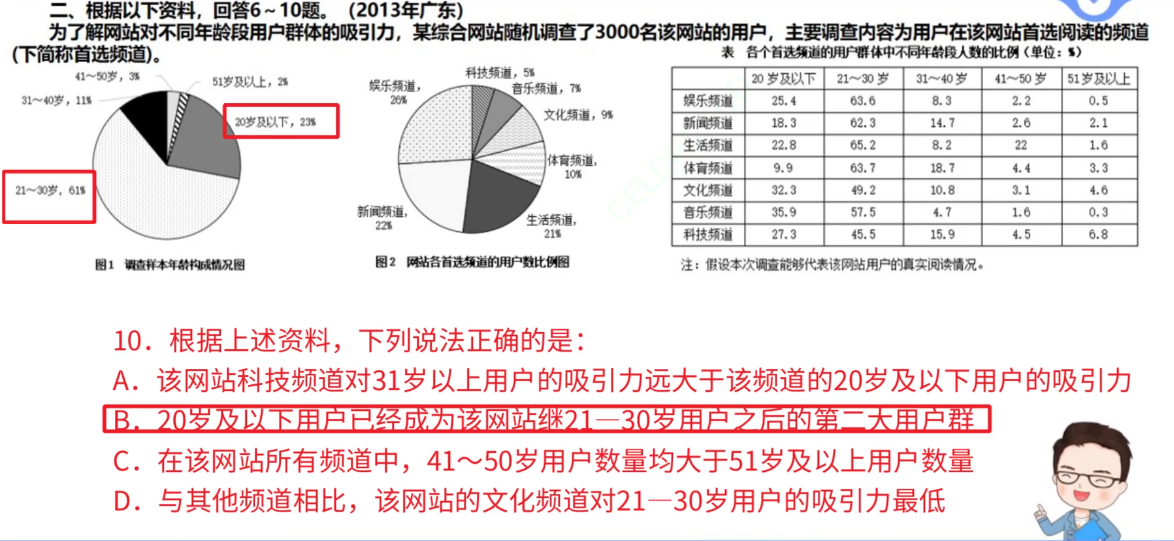 二、根据以下资料，回答6～10题。（2013年广东）
为了解网站对不同年龄段用户群体的吸引力，某综合网站随机调查了3000名该网站的用户，主要调查内容为用户在该网站首选阅读的频道
(下简称首选频道)。
41～50岁，3%
51岁及以上，2%
31～40岁，11%
20岁及以下，23%
21～30岁，61%
图1 调查样本年龄构成情况图
科技频道，5%
娱乐频道，
26%
音乐频道，7%
文化频道，9%
体育频道，
10%
新闻频道，
22%
生活频道，
21%
图2 网站各首选频道的用户数比例图
表 各个首选频道的用户群体中不同年龄段人数的比例（单位：%）
20岁及以下 21～30岁 31～40岁 41～50岁 51岁及以上
娱乐频道 25.4 63.6 8.3 2.2 0.5
新闻频道 18.3 62.3 14.7 2.6 2.1
生活频道 22.8 65.2 8.2 22 1.6
体育频道 9.9 63.7 18.7 4.4 3.3
文化频道 32.3 49.2 10.8 3.1 4.6
音乐频道 35.9 57.5 4.7 1.6 0.3
科技频道 27.3 45.5 15.9 4.5 6.8
注：假设本次调查能够代表该网站用户的真实阅读情况。
10．根据上述资料，下列说法正确的是：
A．该网站科技频道对31岁以上用户的吸引力远大于该频道的20岁及以下用户的吸引力
B．20岁及以下用户已经成为该网站继21—30岁用户之后的第二大用户群
C．在该网站所有频道中，41～50岁用户数量均大于51岁及以上用户数量
D．与其他频道相比，该网站的文化频道对21—30岁用户的吸引力最低